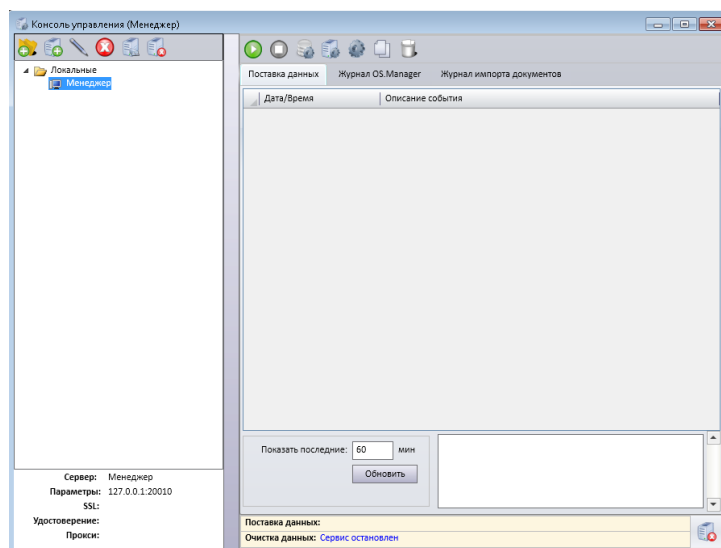 Консоль управления (Менеджер)
Локальные
Менеджер
Сервер: Менеджер
Параметры: 127.0.0.1:20010
SSL:
Удостоверение:
Прокси:
Поставка данных Журнал OS.Manager Журнал импорта документов
Дата/Время Описание события
Показать последние: 60 мин
Обновить
Поставка данных:
Очистка данных: Сервис остановлен